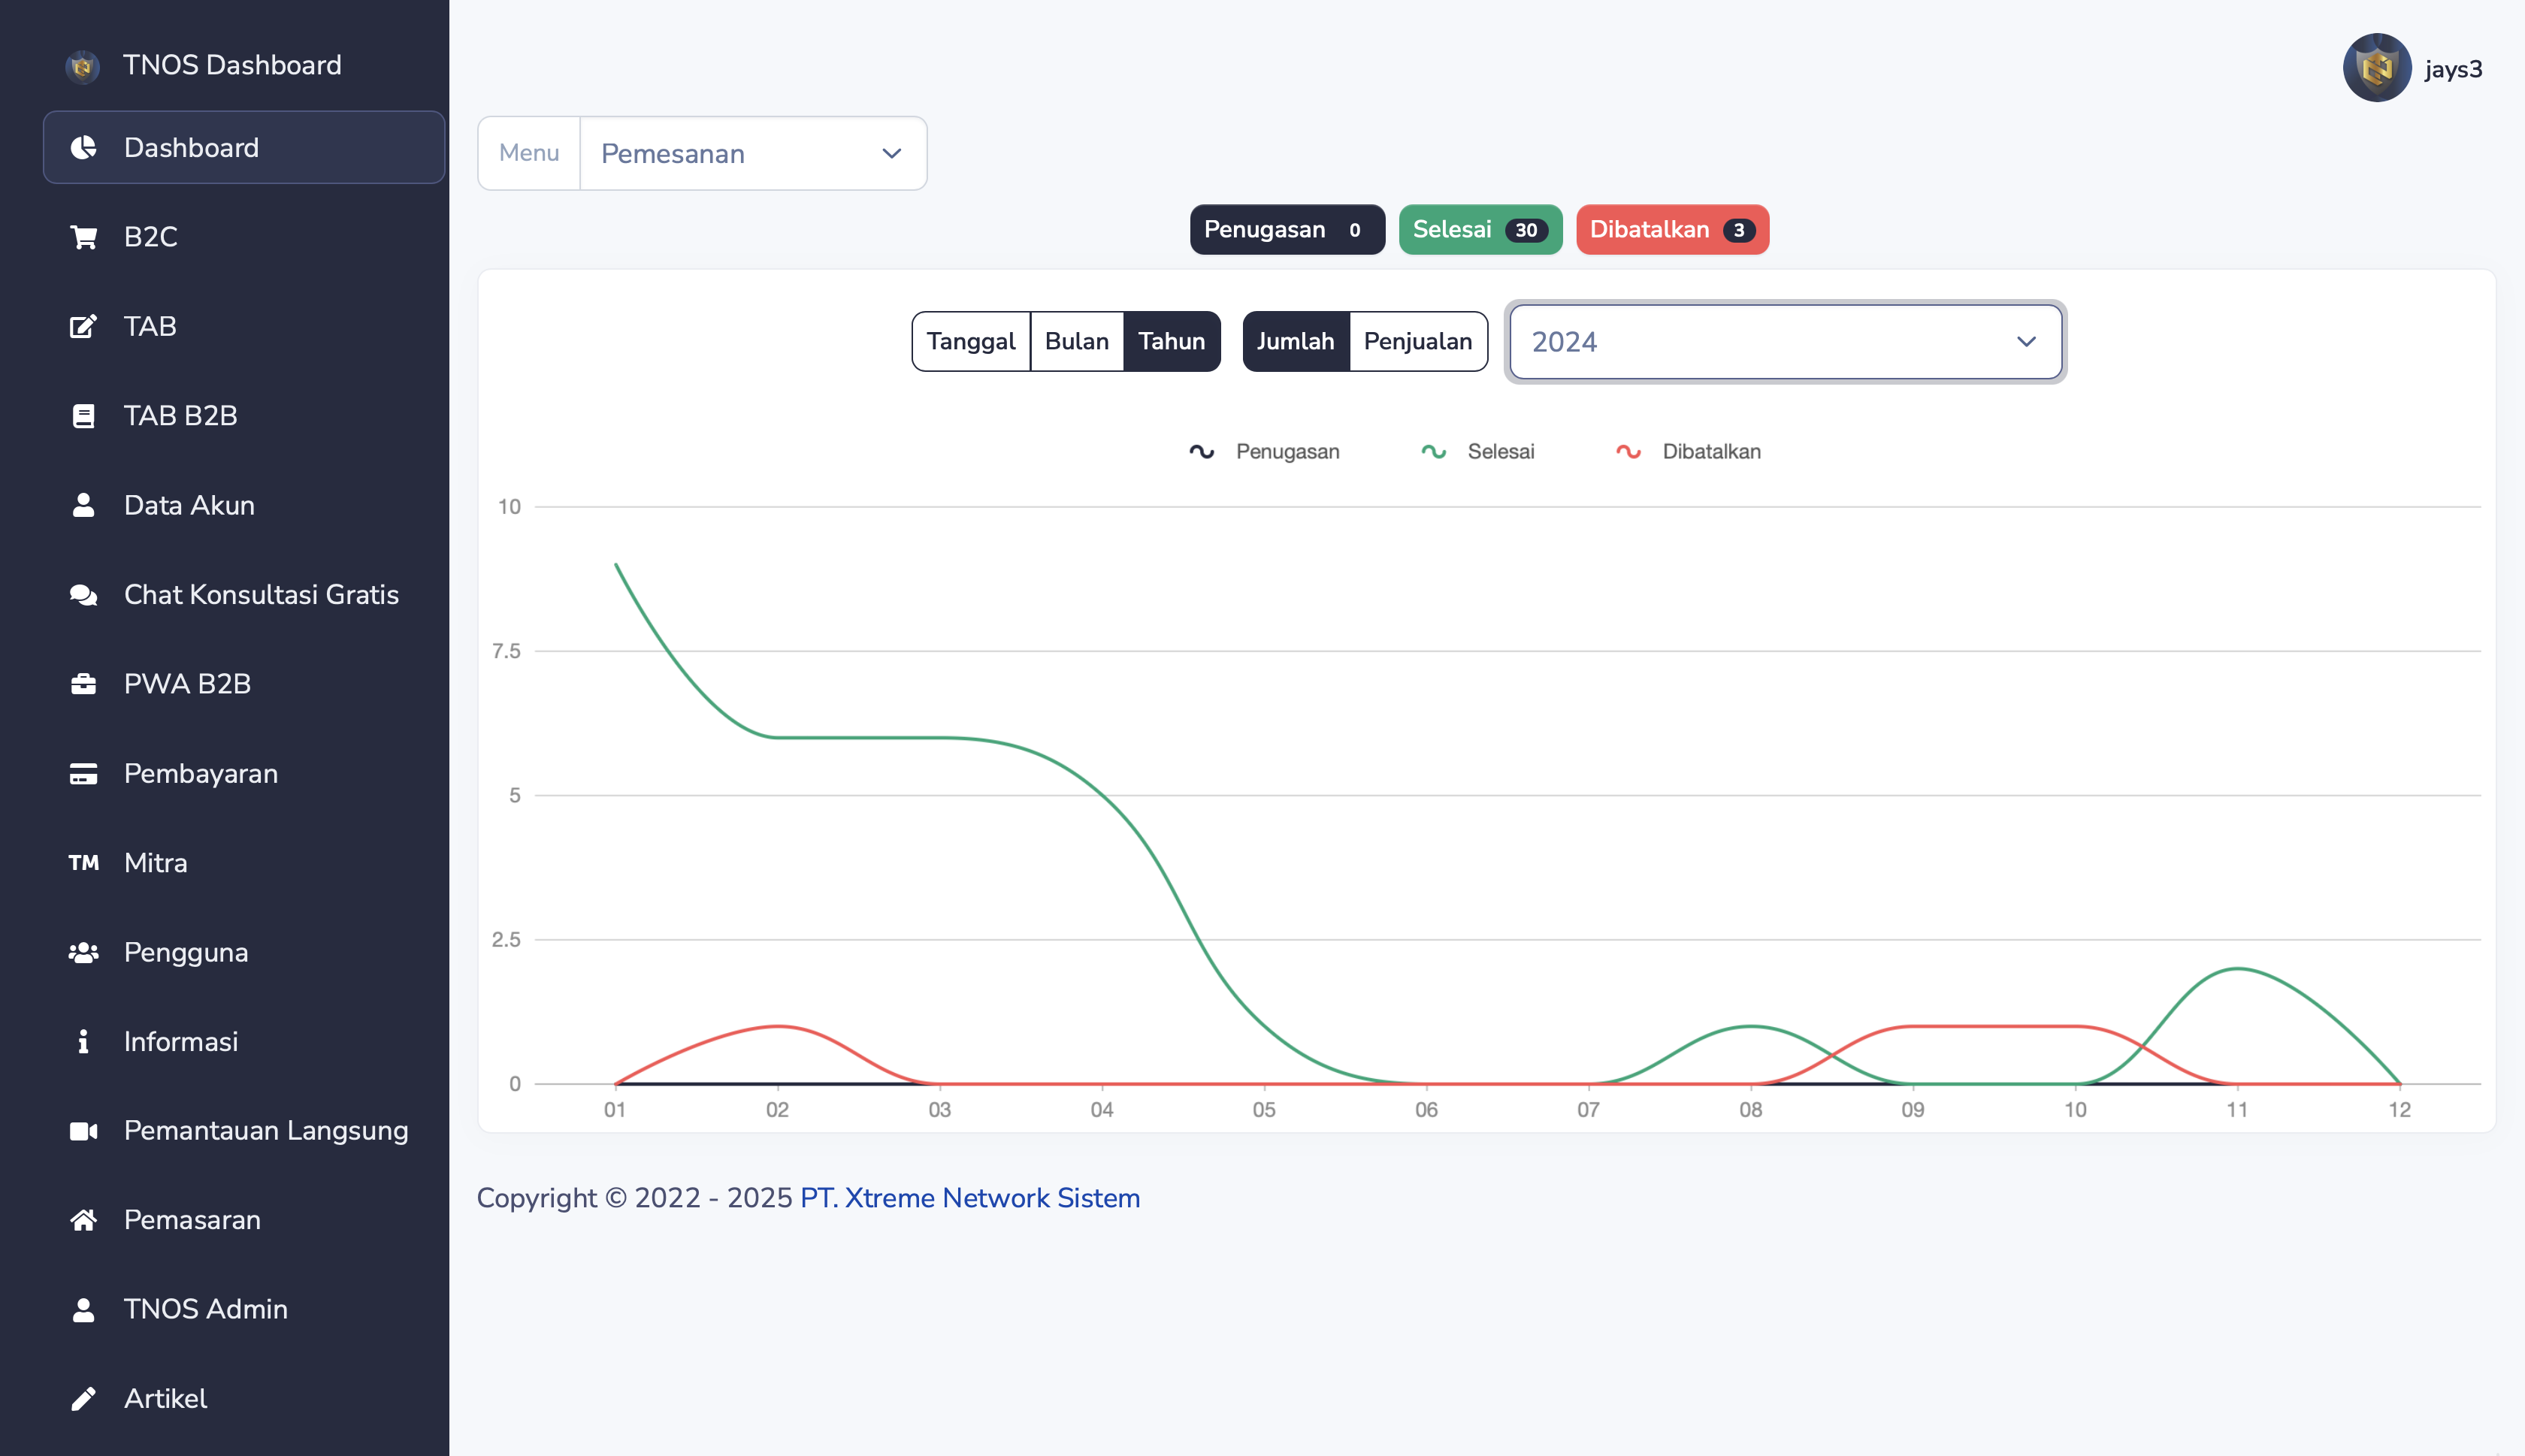 TNOS Dashboard
Dashboard
B2C
TAB
TAB B2B
Data Akun
Chat Konsultasi Gratis
PWA B2B
Pembayaran
TM Mitra
Pengguna
Informasi
Pemantauan Langsung
Pemasaran
TNOS Admin
Artikel
jays3
Menu Pemesanan
Penugasan 0 Selesai 30 Dibatalkan 3
Tanggal Bulan Tahun Jumlah Penjualan 2024
Penugasan Selesai Dibatalkan
10
7.5
5
2.5
0
01 02 03 04 05 06 07 08 09 10 11 12
Copyright © 2022 - 2025 PT. Xtreme Network Sistem